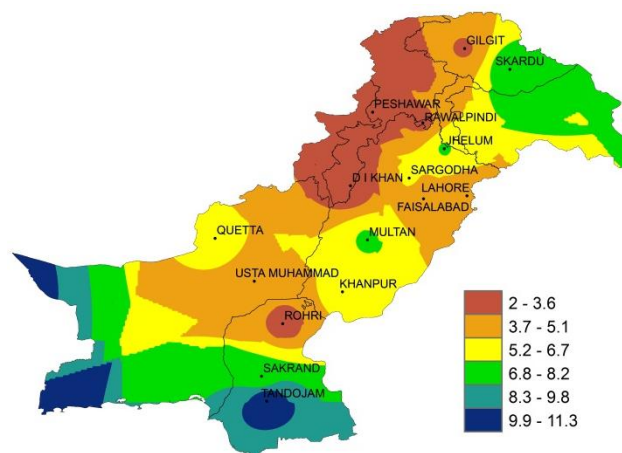 GILGIT
SKARDU
PESHAWAR
RAWALPINDI
JHELUM
D I KHAN
SARGODHA
LAHORE
FAISALABAD
QUETTA
MULTAN
USTA MUHAMMAD
KHANPUR
ROHRI
SAKRAND
TANDOJAM
2 - 3.6
3.7 - 5.1
5.2 - 6.7
6.8 - 8.2
8.3 - 9.8
9.9 - 11.3